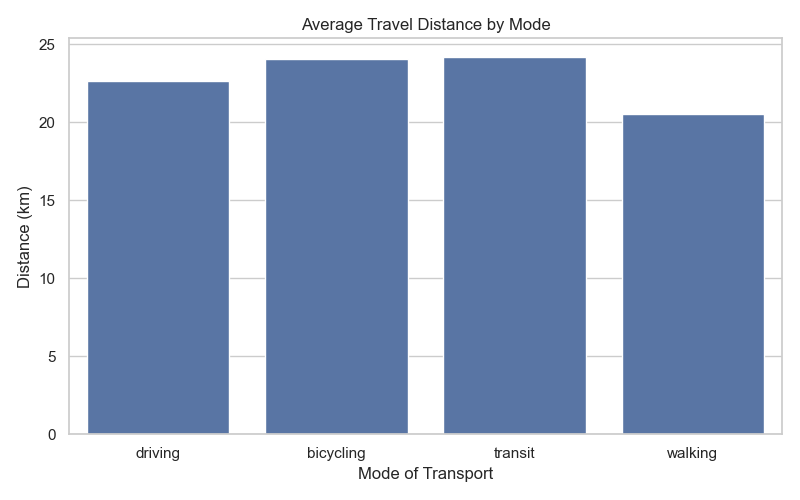 Average Travel Distance by Mode
Distance (km)
25
20
15
10
5
0
driving bicycling transit walking
Mode of Transport